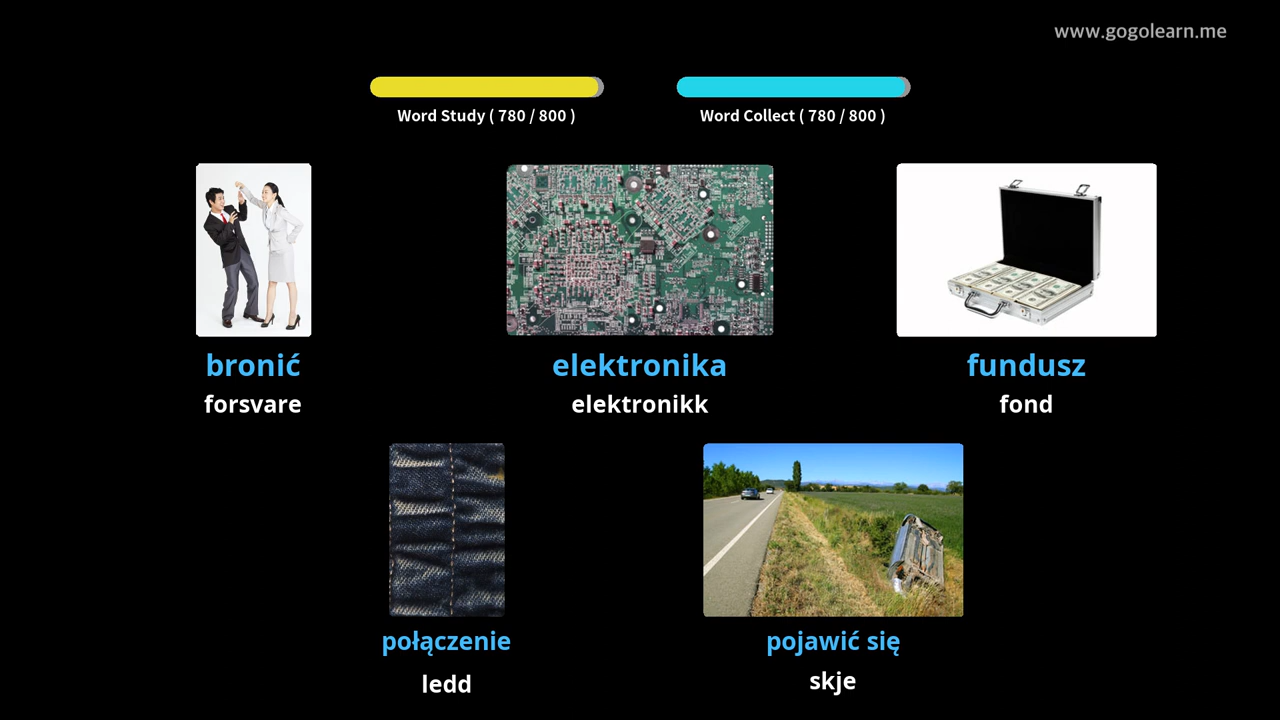 www.gogolearn.me
Word Study ( 780 / 800 )
Word Collect ( 780 / 800 )
bronić
forsvare
elektronika
elektronikk
fundusz
fond
połączenie
ledd
pojawić się
skje